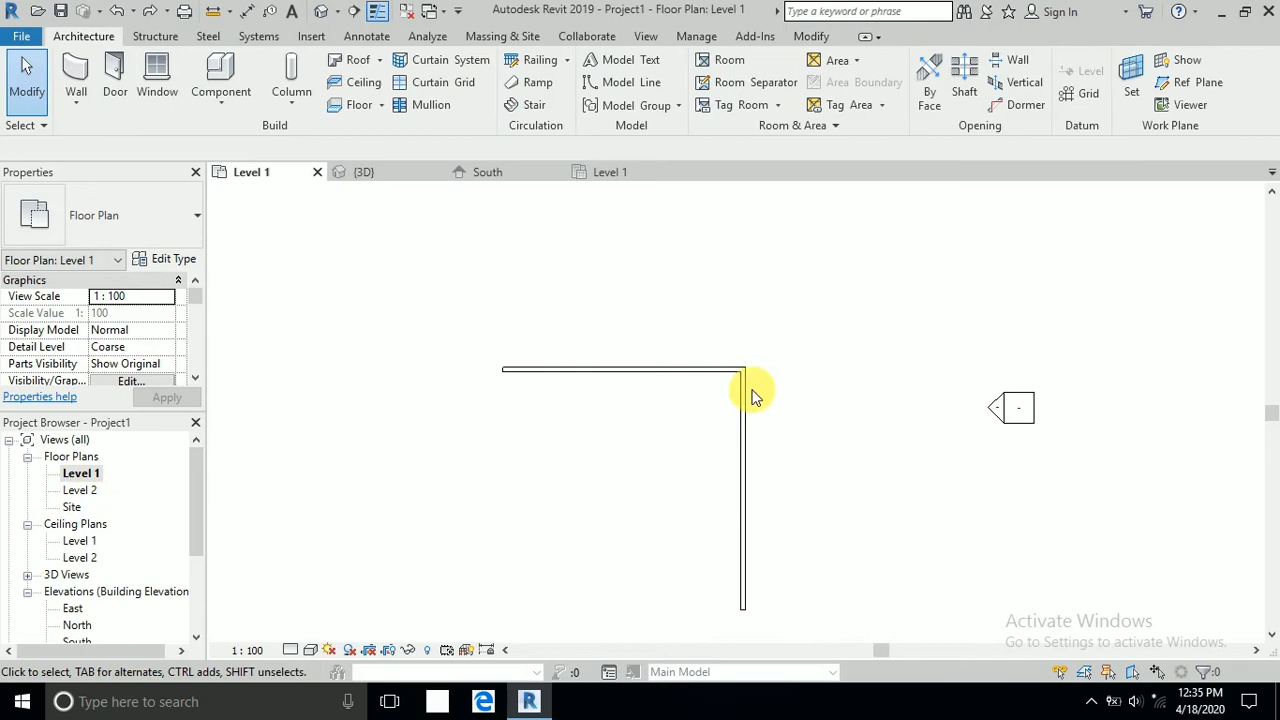 Autodesk Revit 2019 - Project1 - Floor Plan: Level 1
Type a keyword or phrase
Sign In
File
Architecture
Structure
Steel
Systems
Insert
Annotate
Analyze
Massing & Site
Collaborate
View
Manage
Add-Ins
Modify
Modify
Wall
Door
Window
Component
Column
Roof
Ceiling
Floor
Curtain System
Curtain Grid
Mullion
Railing
Ramp
Stair
Model Text
Model Line
Model Group
Room
Room Separator
Tag Room
Area
Area Boundary
Tag Area
By
Face
Shaft
Wall
Vertical
Dormer
Level
Grid
Set
Show
Ref Plane
Viewer
Select
Build
Circulation
Model
Room & Area
Opening
Datum
Work Plane
Properties
Level 1
{3D}
South
Level 1
Floor Plan
Floor Plan: Level 1
Edit Type
Graphics
View Scale
1 : 100
Scale Value 1:
100
Display Model
Normal
Detail Level
Coarse
Parts Visibility
Show Original
Visibility/Grap...
Edit...
Properties help
Apply
Project Browser - Project1
Views (all)
Floor Plans
Level 1
Level 2
Site
Ceiling Plans
Level 1
Level 2
3D Views
Elevations (Building Elevation
East
North
South
1 : 100
Activate Windows
Go to Settings to activate Windows.
Click to select, TAB for alternates, CTRL adds, SHIFT unselects.
:0
Main Model
:0
Type here to search
12:35 PM
4/18/2020